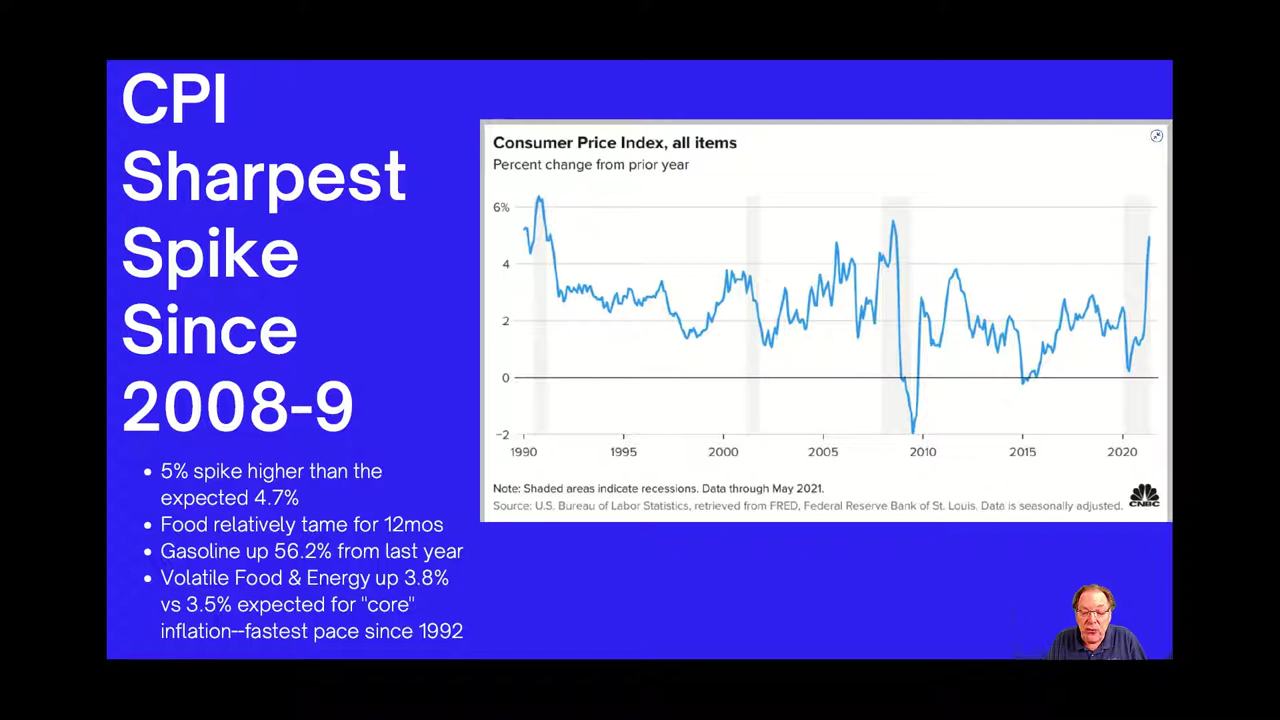 CPI
Sharpest
Spike
Since
2008-9
• 5% spike higher than the
expected 4.7%
• Food relatively tame for 12mos
• Gasoline up 56.2% from last year
• Volatile Food & Energy up 3.8%
vs 3.5% expected for "core"
inflation--fastest pace since 1992
Consumer Price Index, all items
Percent change from prior year
6%
4
2
0
−2
1990 1995 2000 2005 2010 2015 2020
Note: Shaded areas indicate recessions. Data through May 2021.
Source: U.S. Bureau of Labor Statistics, retrieved from FRED, Federal Reserve Bank of St. Louis. Data is seasonally adjusted.
CNBC